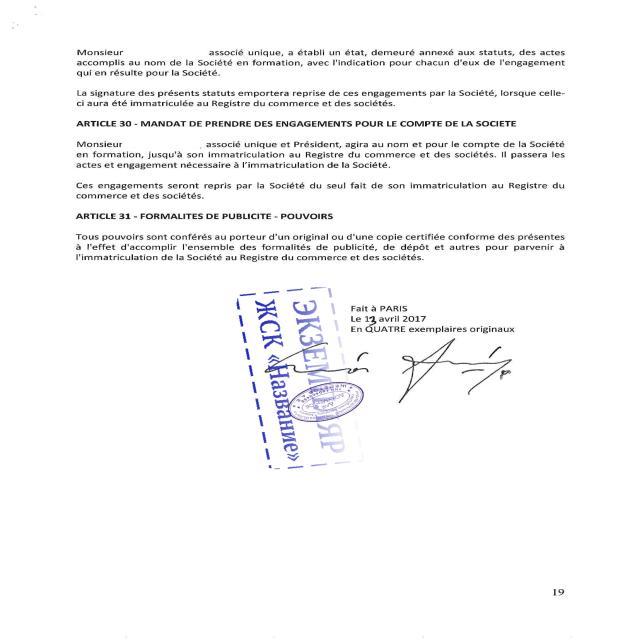 Monsieur associé unique, a établi un état, demeuré annexé aux statuts, des actes
accomplis au nom de la Société en formation, avec l'indication pour chacun d'eux de l'engagement
qui en résulte pour la Société.
La signature des présents statuts emportera reprise de ces engagements par la Société, lorsque celle-
ci aura été immatriculée au Registre du commerce et des sociétés.
ARTICLE 30 - MANDAT DE PRENDRE DES ENGAGEMENTS POUR LE COMPTE DE LA SOCIETE
Monsieur associé unique et Président, agira au nom et pour le compte de la Société
en formation, jusqu'à son immatriculation au Registre du commerce et des sociétés. Il passera les
actes et engagement nécessaire à l'immatriculation de la Société.
Ces engagements seront repris par la Société du seul fait de son immatriculation au Registre du
commerce et des sociétés.
ARTICLE 31 - FORMALITES DE PUBLICITE - POUVOIRS
Tous pouvoirs sont conférés au porteur d'un original ou d'une copie certifiée conforme des présentes
à l'effet d'accomplir l'ensemble des formalités de publicité, de dépôt et autres pour parvenir à
l'immatriculation de la Société au Registre du commerce et des sociétés.
Fait à PARIS
Le 13 avril 2017
En QUATRE exemplaires originaux
ЭКЗЕМПЛЯР
ЖСК «Название»
19